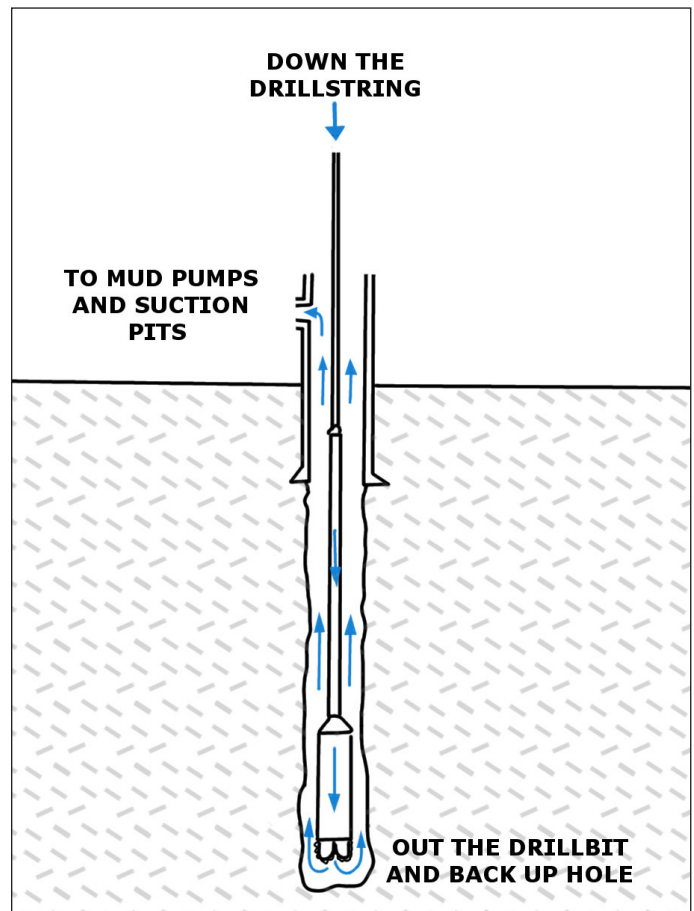 DOWN THE
DRILLSTRING
TO MUD PUMPS
AND SUCTION
PITS
OUT THE DRILLBIT
AND BACK UP HOLE